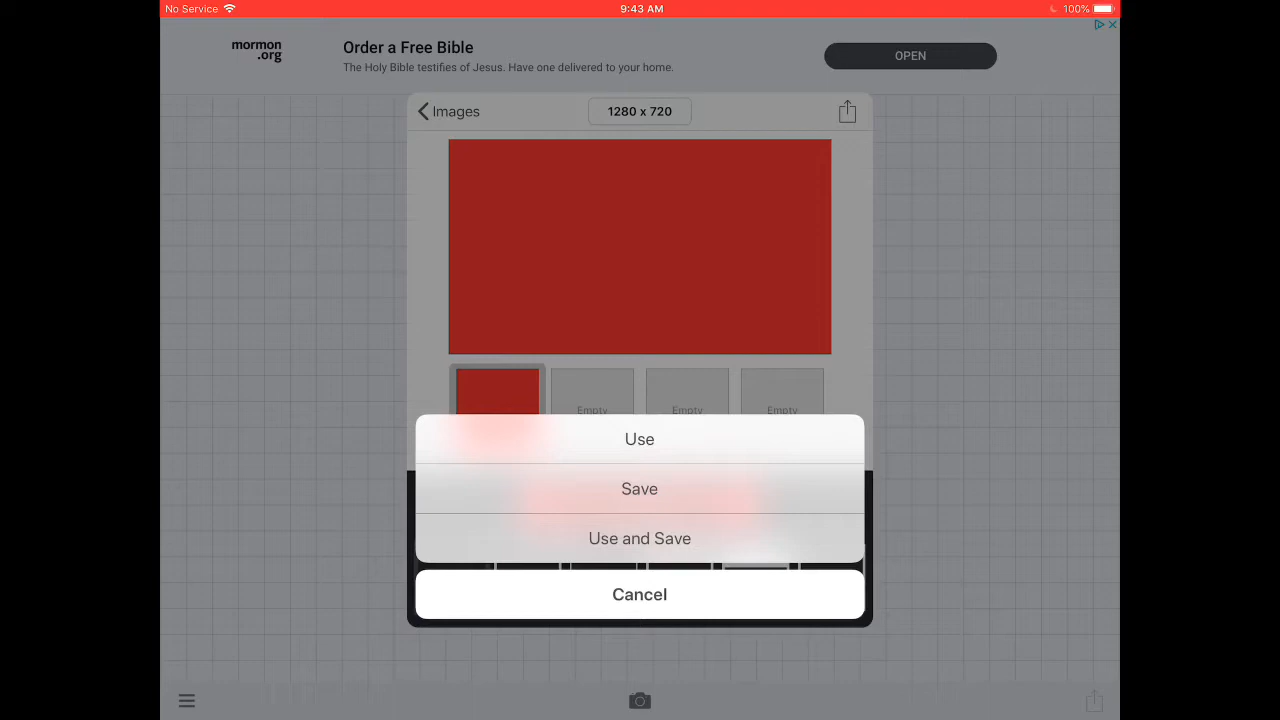 No Service
9:43 AM
100%
mormon
.org
Order a Free Bible
The Holy Bible testifies of Jesus. Have one delivered to your home.
OPEN
Images
1280 x 720
Empty
Empty
Empty
Use
Save
Use and Save
Cancel